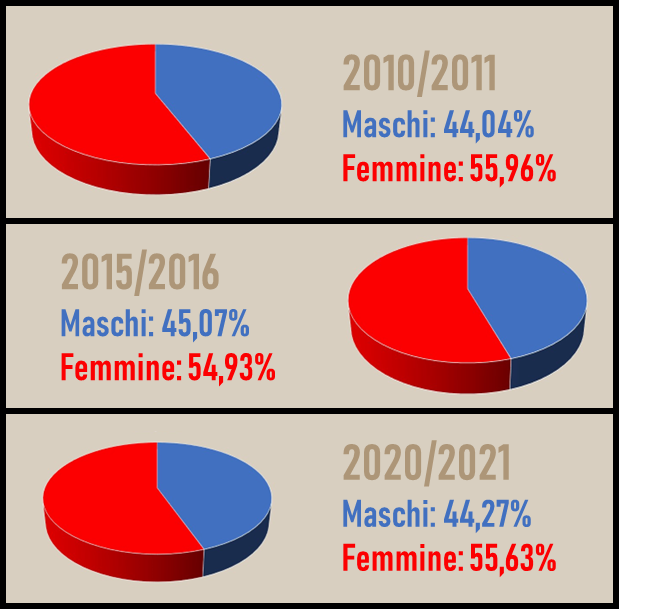 2010/2011
Maschi: 44,04%
Femmine: 55,96%
2015/2016
Maschi: 45,07%
Femmine: 54,93%
2020/2021
Maschi: 44,27%
Femmine: 55,63%